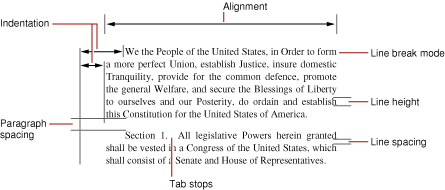 Alignment
Indentation
We the People of the United States, in Order to form
a more perfect Union, establish Justice, insure domestic
Tranquility, provide for the common defence, promote
the general Welfare, and secure the Blessings of Liberty
to ourselves and our Posterity, do ordain and establish
this Constitution for the United States of America.
Line break mode
Line height
Paragraph
spacing
Section 1. All legislative Powers herein granted
shall be vested in a Congress of the United States, which
shall consist of a Senate and House of Representatives.
Line spacing
Tab stops